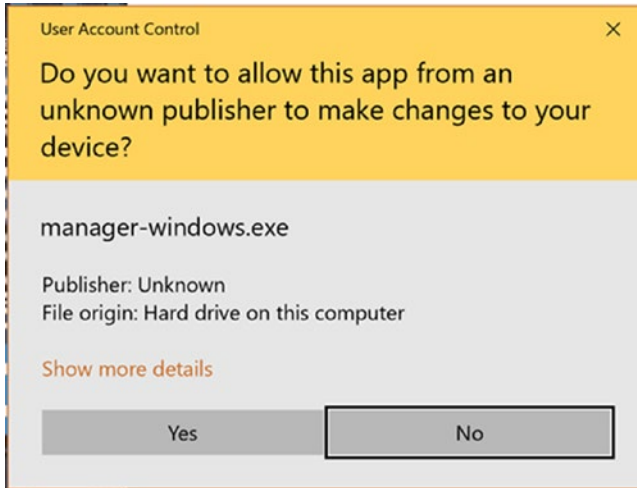 User Account Control
Do you want to allow this app from an
unknown publisher to make changes to your
device?
manager-windows.exe
Publisher: Unknown
File origin: Hard drive on this computer
Show more details
Yes
No